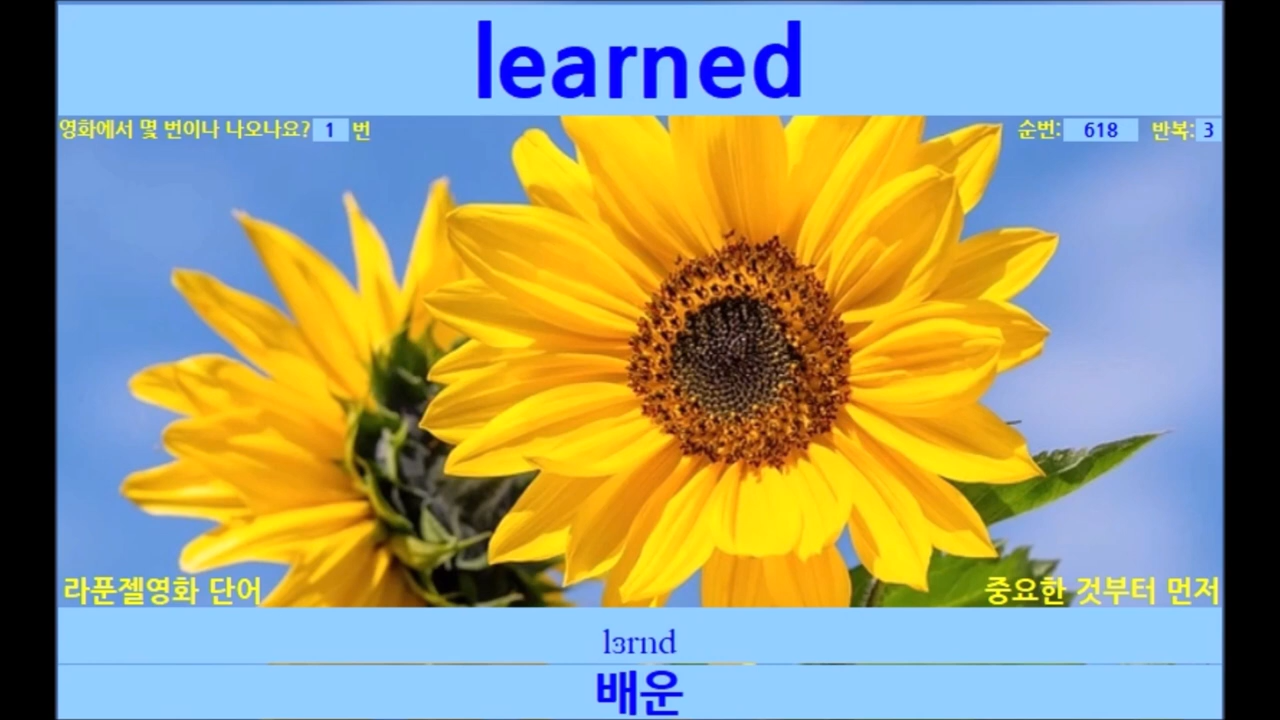 learned
영화에서 몇 번이나 나오나요? 1 번
순번: 618 반복: 3
라푼젤영화 단어
중요한 것부터 먼저
lɜrnd
배운